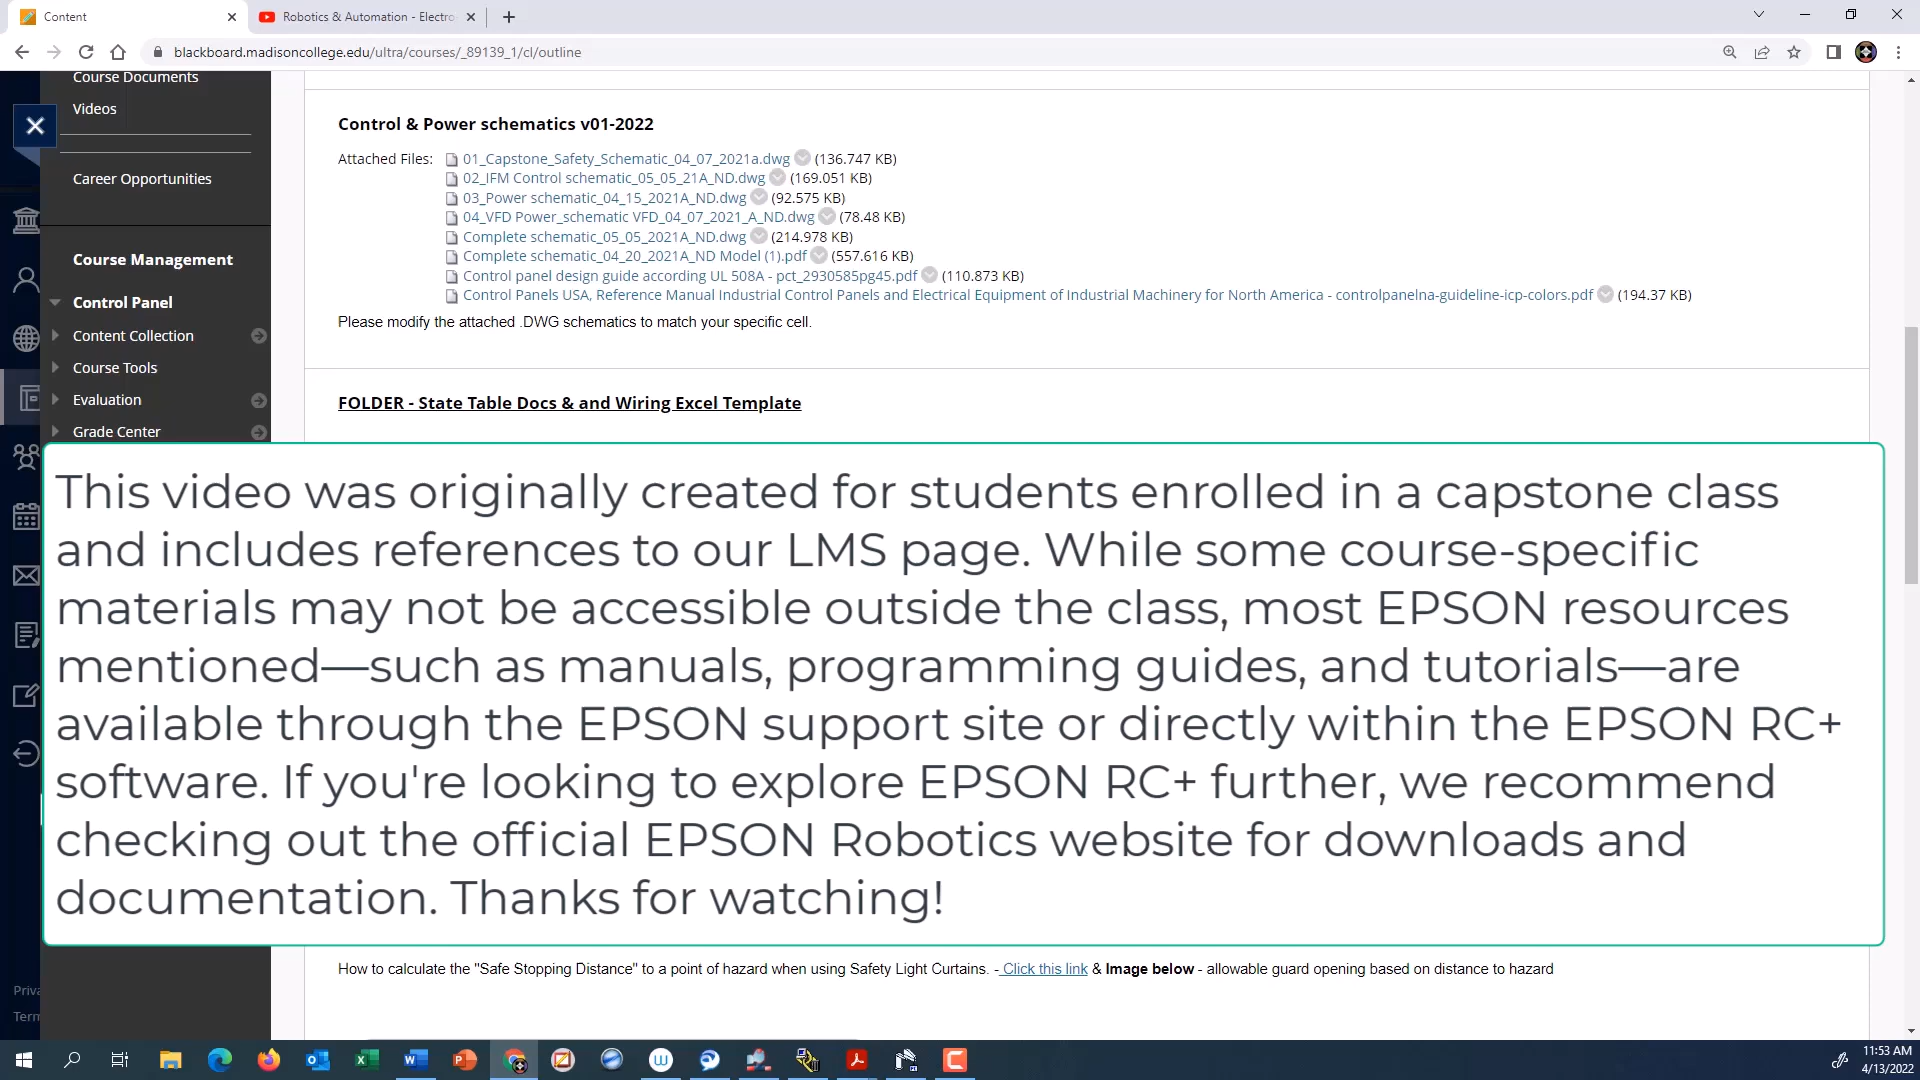 Content
Robotics & Automation - Electro
blackboard.madisoncollege.edu/ultra/courses/_89139_1/cl/outline
Course Documents
Videos
Career Opportunities
Course Management
Control Panel
Content Collection
Course Tools
Evaluation
Grade Center
Control & Power schematics v01-2022
Attached Files:
01_Capstone_Safety_Schematic_04_07_2021a.dwg (136.747 KB)
02_IFM Control schematic_05_05_21A_ND.dwg (169.051 KB)
03_Power schematic_04_15_2021A_ND.dwg (92.575 KB)
04_VFD Power_schematic VFD_04_07_2021_A_ND.dwg (78.48 KB)
Complete schematic_05_05_2021A_ND.dwg (214.978 KB)
Complete schematic_04_20_2021A_ND Model (1).pdf (557.616 KB)
Control panel design guide according UL 508A - pct_2930585pg45.pdf (110.873 KB)
Control Panels USA, Reference Manual Industrial Control Panels and Electrical Equipment of Industrial Machinery for North America - controlpanelna-guideline-icp-colors.pdf (194.37 KB)
Please modify the attached .DWG schematics to match your specific cell.
FOLDER - State Table Docs & and Wiring Excel Template
This video was originally created for students enrolled in a capstone class
and includes references to our LMS page. While some course-specific
materials may not be accessible outside the class, most EPSON resources
mentioned—such as manuals, programming guides, and tutorials—are
available through the EPSON support site or directly within the EPSON RC+
software. If you're looking to explore EPSON RC+ further, we recommend
checking out the official EPSON Robotics website for downloads and
documentation. Thanks for watching!
How to calculate the "Safe Stopping Distance" to a point of hazard when using Safety Light Curtains. - Click this link & Image below - allowable guard opening based on distance to hazard
Priva
Term
11:53 AM
4/13/2022